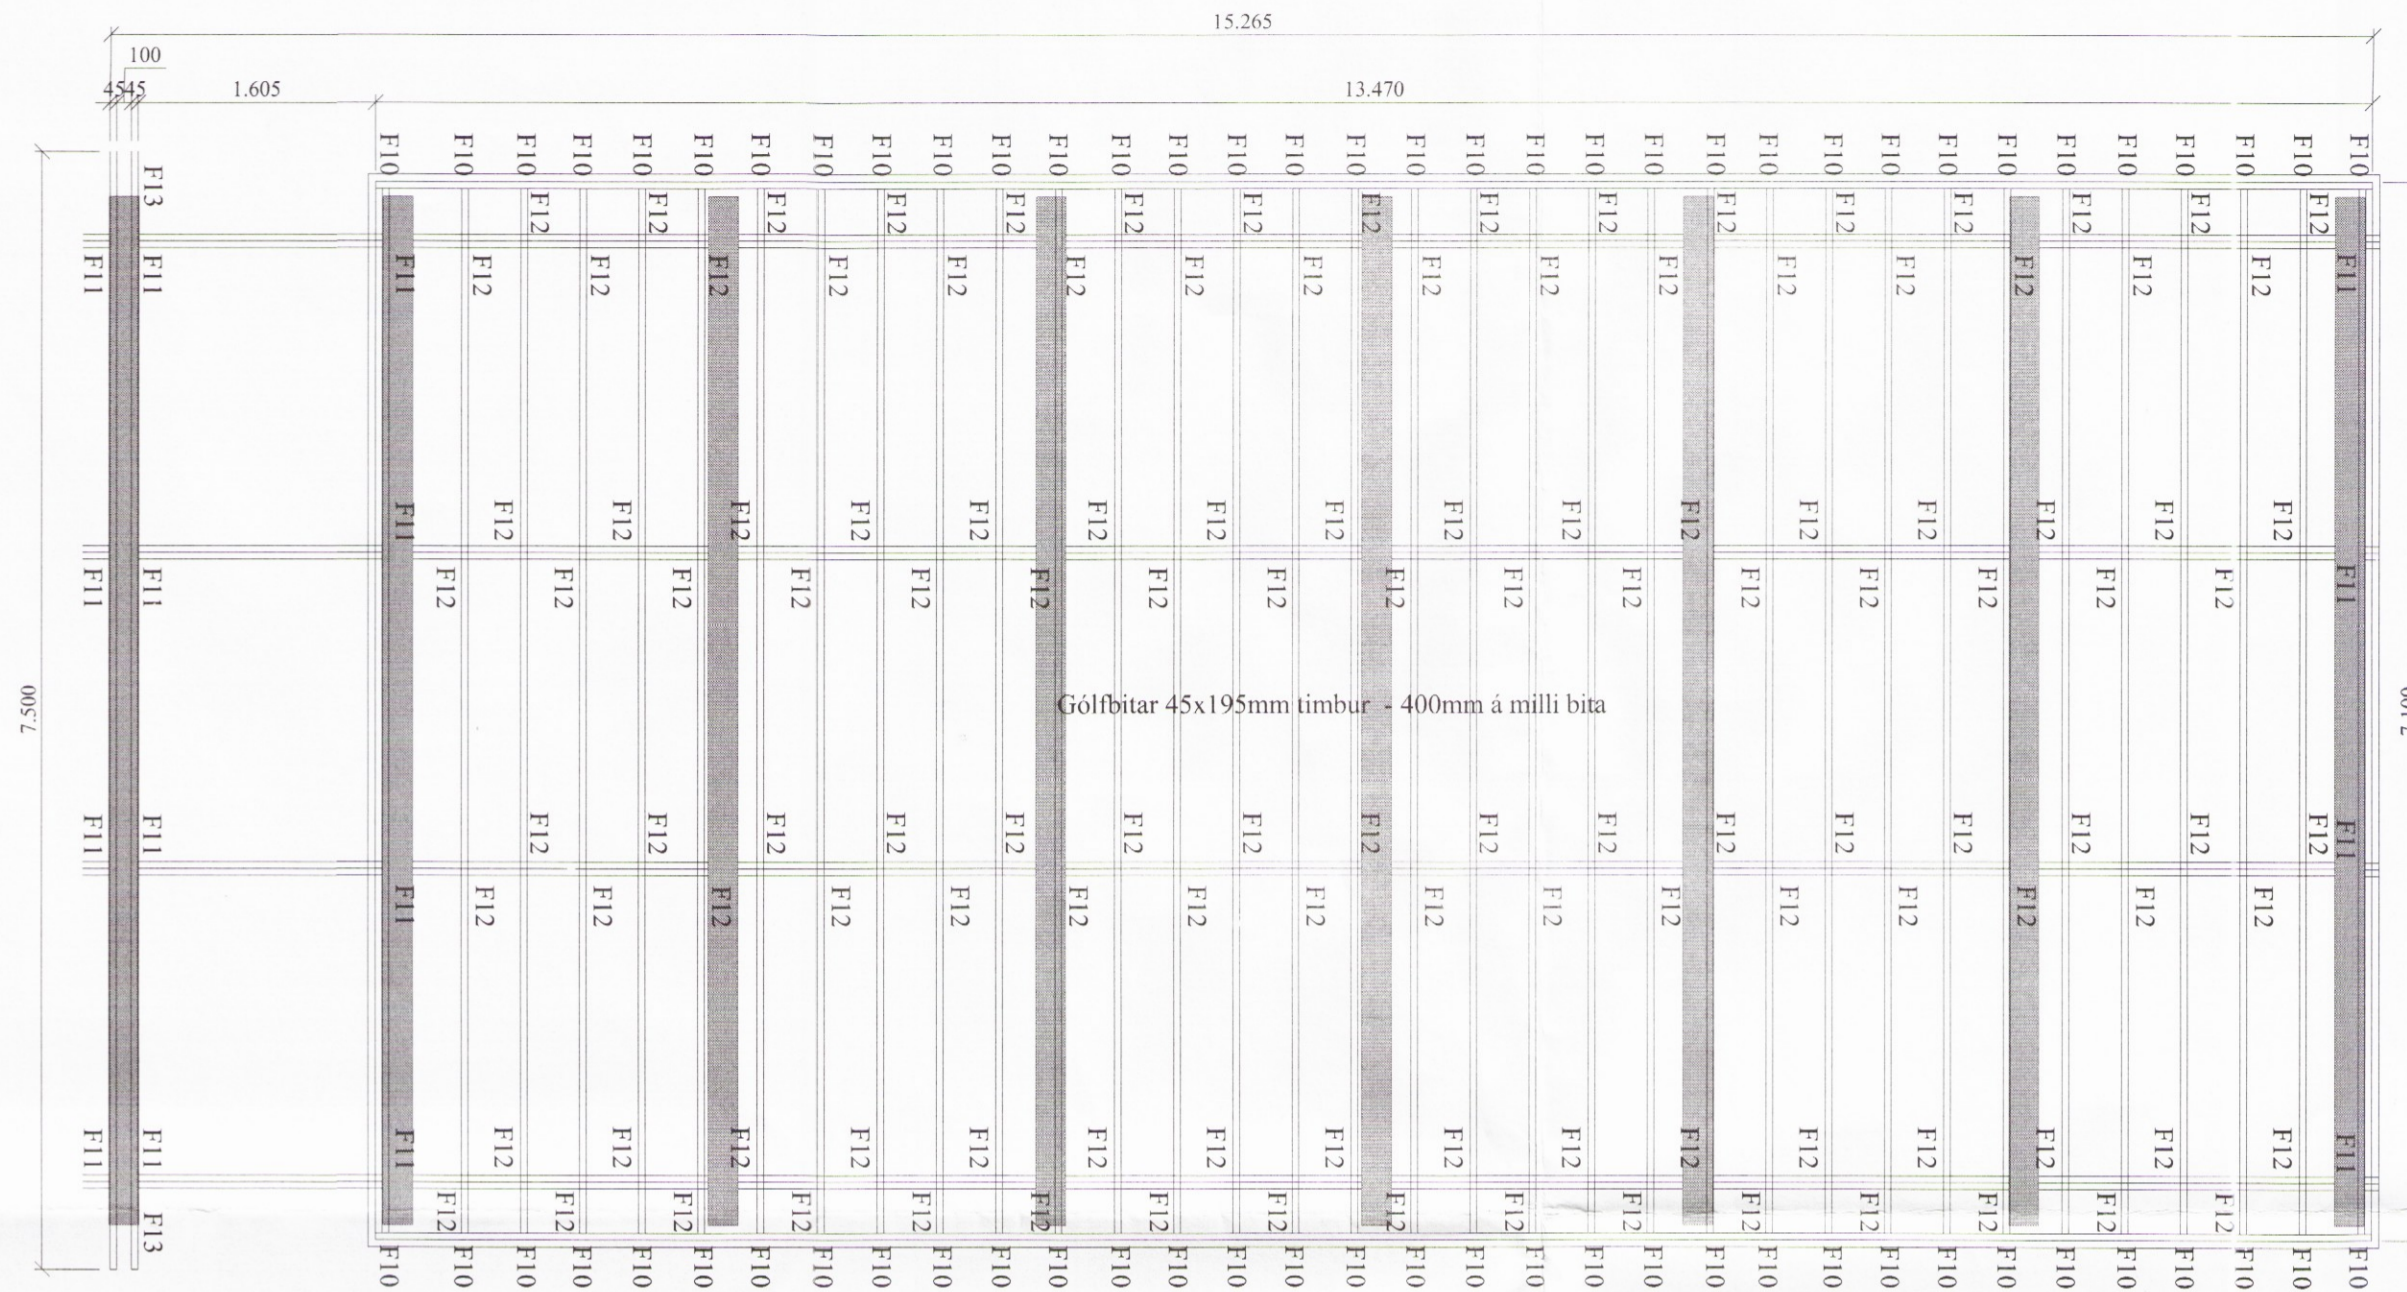 15.265
100
45 45 1.605 13.470
F10 F10 F10 F10 F10 F10 F10 F10 F10 F10 F10 F10 F10 F10 F10 F10 F10 F10 F10 F10 F10 F10 F10 F10 F10 F10 F10 F10 F10 F10 F10 F10 F10 F10
F13 F12 F12 F12 F12 F12 F12 F12 F12 F12 F12 F12 F12 F12 F12 F12 F12
F11 F11 F11 F12 F12 F12 F12 F12 F12 F12 F12 F12 F12 F12 F12 F12 F12 F12 F12 F11
F11 F12 F12 F12 F12 F12 F12 F12 F12 F12 F12 F12 F12 F12 F12 F12 F12
F11 F11 F12 F12 F12 F12 F12 F12 F12 F12 F12 F12 F12 F12 F12 F12 F12 F12 F11
7.500
Gólfbitar 45x195mm timbur - 400mm á milli bita
F11 F11 F12 F12 F12 F12 F12 F12 F12 F12 F12 F12 F12 F12 F12 F12 F12 F12 F11
F11 F12 F12 F12 F12 F12 F12 F12 F12 F12 F12 F12 F12 F12 F12 F12 F12
F11 F11 F11 F12 F12 F12 F12 F12 F12 F12 F12 F12 F12 F12 F12 F12 F12 F12 F12 F11
F13 F12 F12 F12 F12 F12 F12 F12 F12 F12 F12 F12 F12 F12 F12 F12 F12
F10 F10 F10 F10 F10 F10 F10 F10 F10 F10 F10 F10 F10 F10 F10 F10 F10 F10 F10 F10 F10 F10 F10 F10 F10 F10 F10 F10 F10 F10 F10 F10 F10 F10